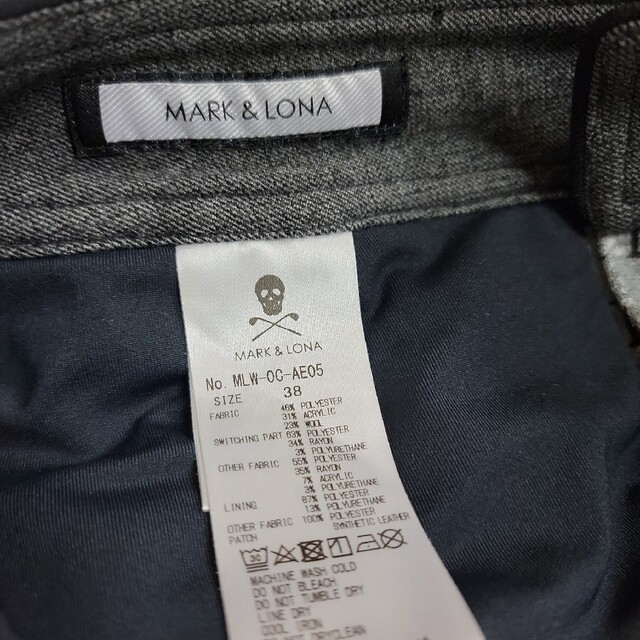 MARK & LONA
MARK & LONA
No. MLW-OC-AE05
SIZE 38
FABRIC 46% POLYESTER
31% ACRYLIC
23% WOOL
SWITCHING PART 63% POLYESTER
34% RAYON
3% POLYURETHANE
OTHER FABRIC 55% POLYESTER
35% RAYON
7% ACRYLIC
3% POLYURETHANE
LINING 87% POLYESTER
13% POLYURETHANE
OTHER FABRIC 100% POLYESTER
PATCH SYNTHETIC LEATHER
MACHINE WASH COLD
DO NOT BLEACH
DO NOT TUMBLE DRY
LINE DRY
COOL IRON
DO NOT DRYCLEAN